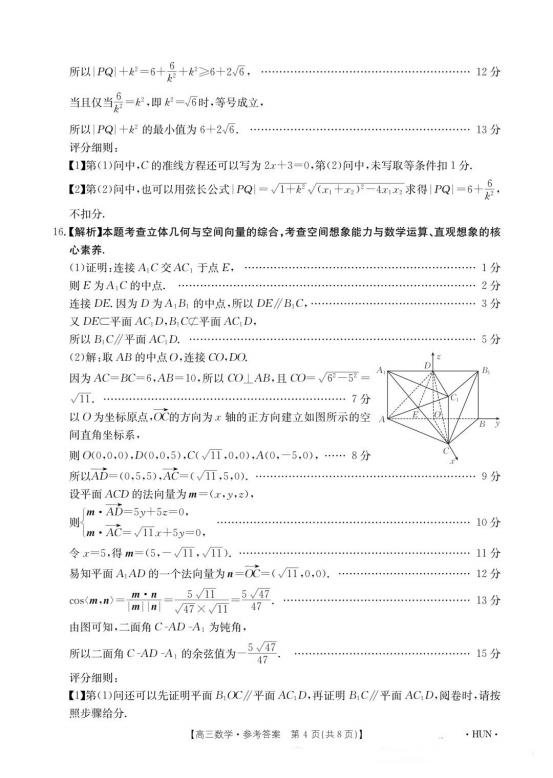 所以|PQ|+k²=6+6/k²+k²≥6+2√6, …… 12 分
当且仅当6/k²=k²,即 k²=√6时,等号成立,
所以|PQ|+k² 的最小值为 6+2√6. …… 13 分
评分细则:
【1】第(1)问中,C 的准线方程还可以写为 2x+3=0,第(2)问中,未写取等条件扣 1 分.
【2】第(2)问中,也可以用弦长公式|PQ|=√(1+k²)√((x₁+x₂)²-4x₁x₂)求得|PQ|=6+6/k²,
不扣分.
16.【解析】本题考查立体几何与空间向量的综合,考查空间想象能力与数学运算、直观想象的核
心素养.
(1)证明:连接 A₁C 交 AC₁ 于点 E, …… 1 分
则 E 为 A₁C 的中点. …… 2 分
连接 DE. 因为 D 为 A₁B₁ 的中点,所以 DE∥B₁C, …… 3 分
又 DE⊂平面 AC₁D,B₁C⊄平面 AC₁D,
所以 B₁C∥平面 AC₁D. …… 5 分
(2)解:取 AB 的中点 O,连接 CO,DO.
因为 AC=BC=6,AB=10,所以 CO⊥AB,且 CO=√(6²-5²)=
√11. …… 7 分
以 O 为坐标原点,OC→的方向为 x 轴的正方向建立如图所示的空
间直角坐标系,
则 O(0,0,0),D(0,0,5),C(√11,0,0),A(0,-5,0), …… 8 分
z
D
A₁
B₁
C₁
E
O
A
B
y
C
x
所以AD→=(0,5,5),AC→=(√11,5,0). …… 9 分
设平面 ACD 的法向量为 m=(x,y,z),
则{m·AD→=5y+5z=0,
m·AC→=√11x+5y=0, …… 10 分
令 x=5,得 m=(5,-√11,√11). …… 11 分
易知平面 A₁AD 的一个法向量为 n=OC→=(√11,0,0). …… 12 分
cos⟨m,n⟩=m·n/|m||n|=5√11/(√47×√11)=5√47/47. …… 13 分
由图可知,二面角 C-AD-A₁ 为钝角,
所以二面角 C-AD-A₁ 的余弦值为-5√47/47. …… 15 分
评分细则:
【1】第(1)问还可以先证明平面 B₁OC∥平面 AC₁D,再证明 B₁C∥平面 AC₁D,阅卷时,请按
照步骤给分.
【高三数学·参考答案 第 4 页(共 8 页)】
·HUN·